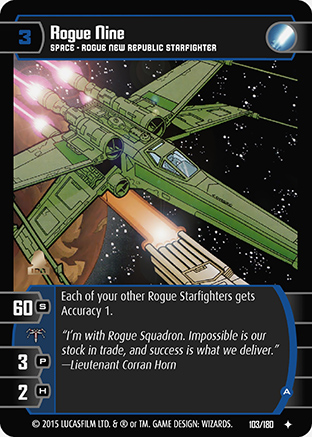 3
Rogue Nine
SPACE - ROGUE NEW REPUBLIC STARFIGHTER
60 S
Each of your other Rogue Starfighters gets
Accuracy 1.
3 P
“I’m with Rogue Squadron. Impossible is our
stock in trade, and success is what we deliver.”
—Lieutenant Corran Horn
2 H
A
© 2015 LUCASFILM LTD. & ® or TM. GAME DESIGN: WIZARDS. 103/180